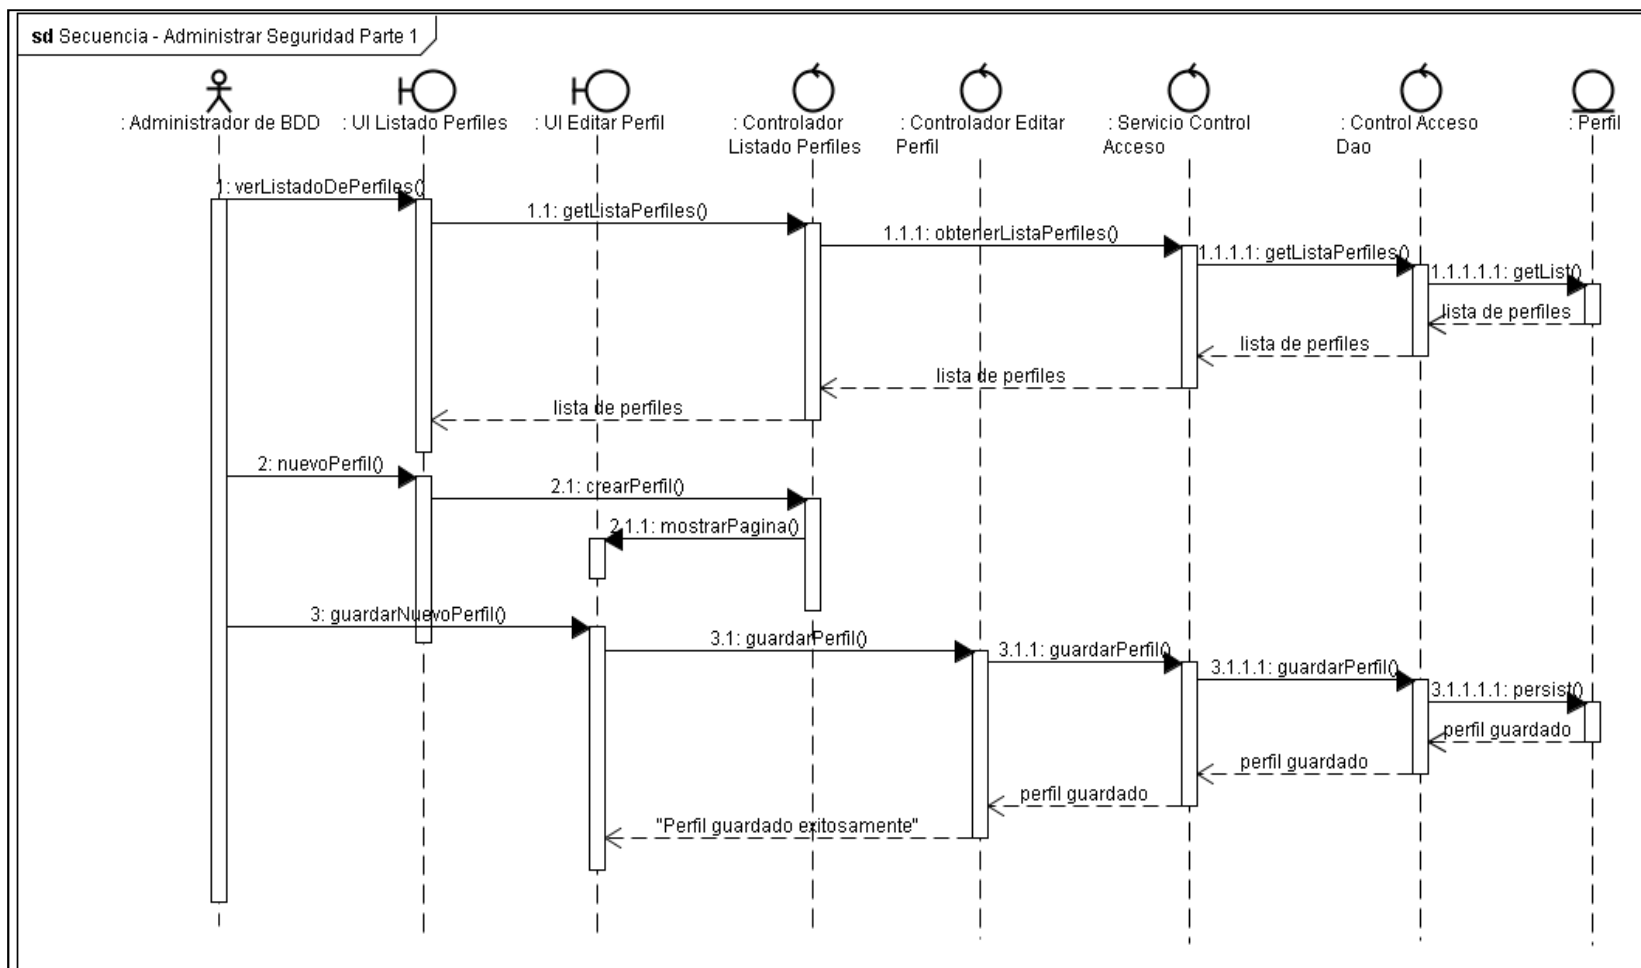 sd Secuencia - Administrar Seguridad Parte 1
: Administrador de BDD
: UI Listado Perfiles
: UI Editar Perfil
: Controlador
Listado Perfiles
: Controlador Editar
Perfil
: Servicio Control
Acceso
: Control Acceso
Dao
: Perfil
1: verListadoDePerfiles()
1.1: getListaPerfiles()
1.1.1: obtenerListaPerfiles()
1.1.1.1: getListaPerfiles()
1.1.1.1.1: getList()
lista de perfiles
lista de perfiles
lista de perfiles
lista de perfiles
2: nuevoPerfil()
2.1: crearPerfil()
2.1.1: mostrarPagina()
3: guardarNuevoPerfil()
3.1: guardarPerfil()
3.1.1: guardarPerfil()
3.1.1.1: guardarPerfil()
3.1.1.1.1: persist()
perfil guardado
perfil guardado
perfil guardado
"Perfil guardado exitosamente"